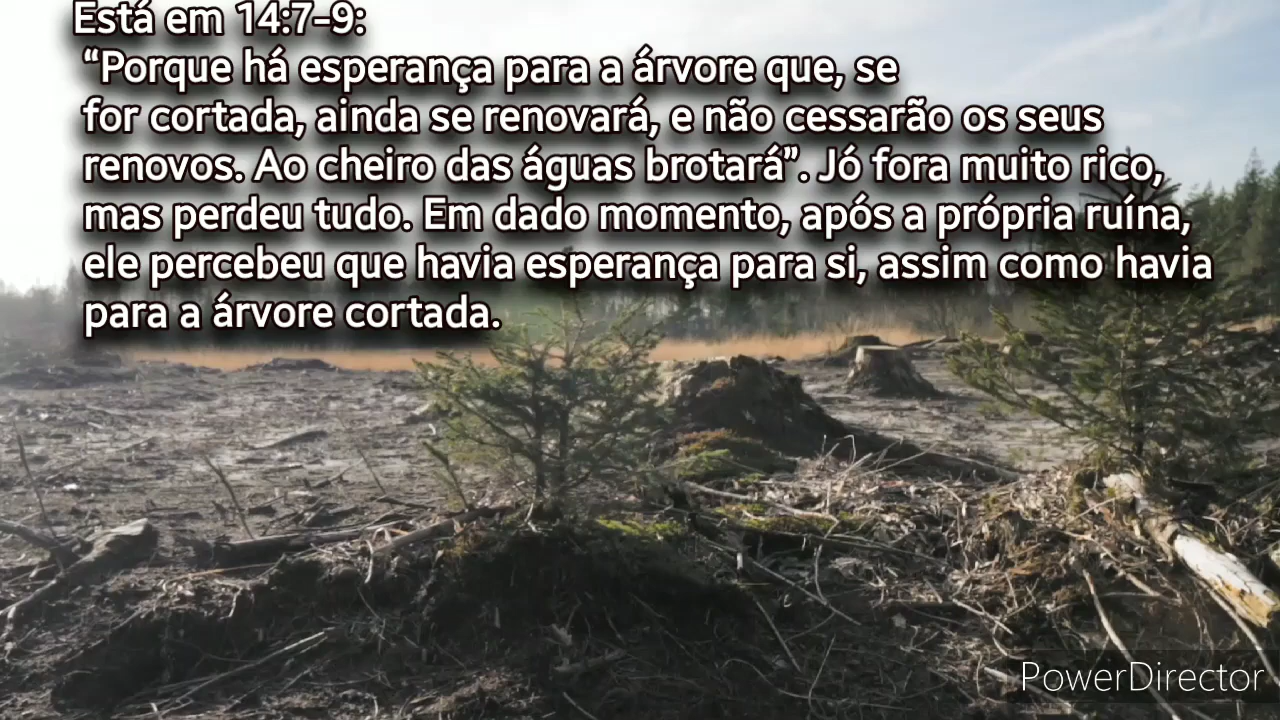 Está em 14:7-9:
“Porque há esperança para a árvore que, se
for cortada, ainda se renovará, e não cessarão os seus
renovos. Ao cheiro das águas brotará”. Jó fora muito rico,
mas perdeu tudo. Em dado momento, após a própria ruína,
ele percebeu que havia esperança para si, assim como havia
para a árvore cortada.
PowerDirector